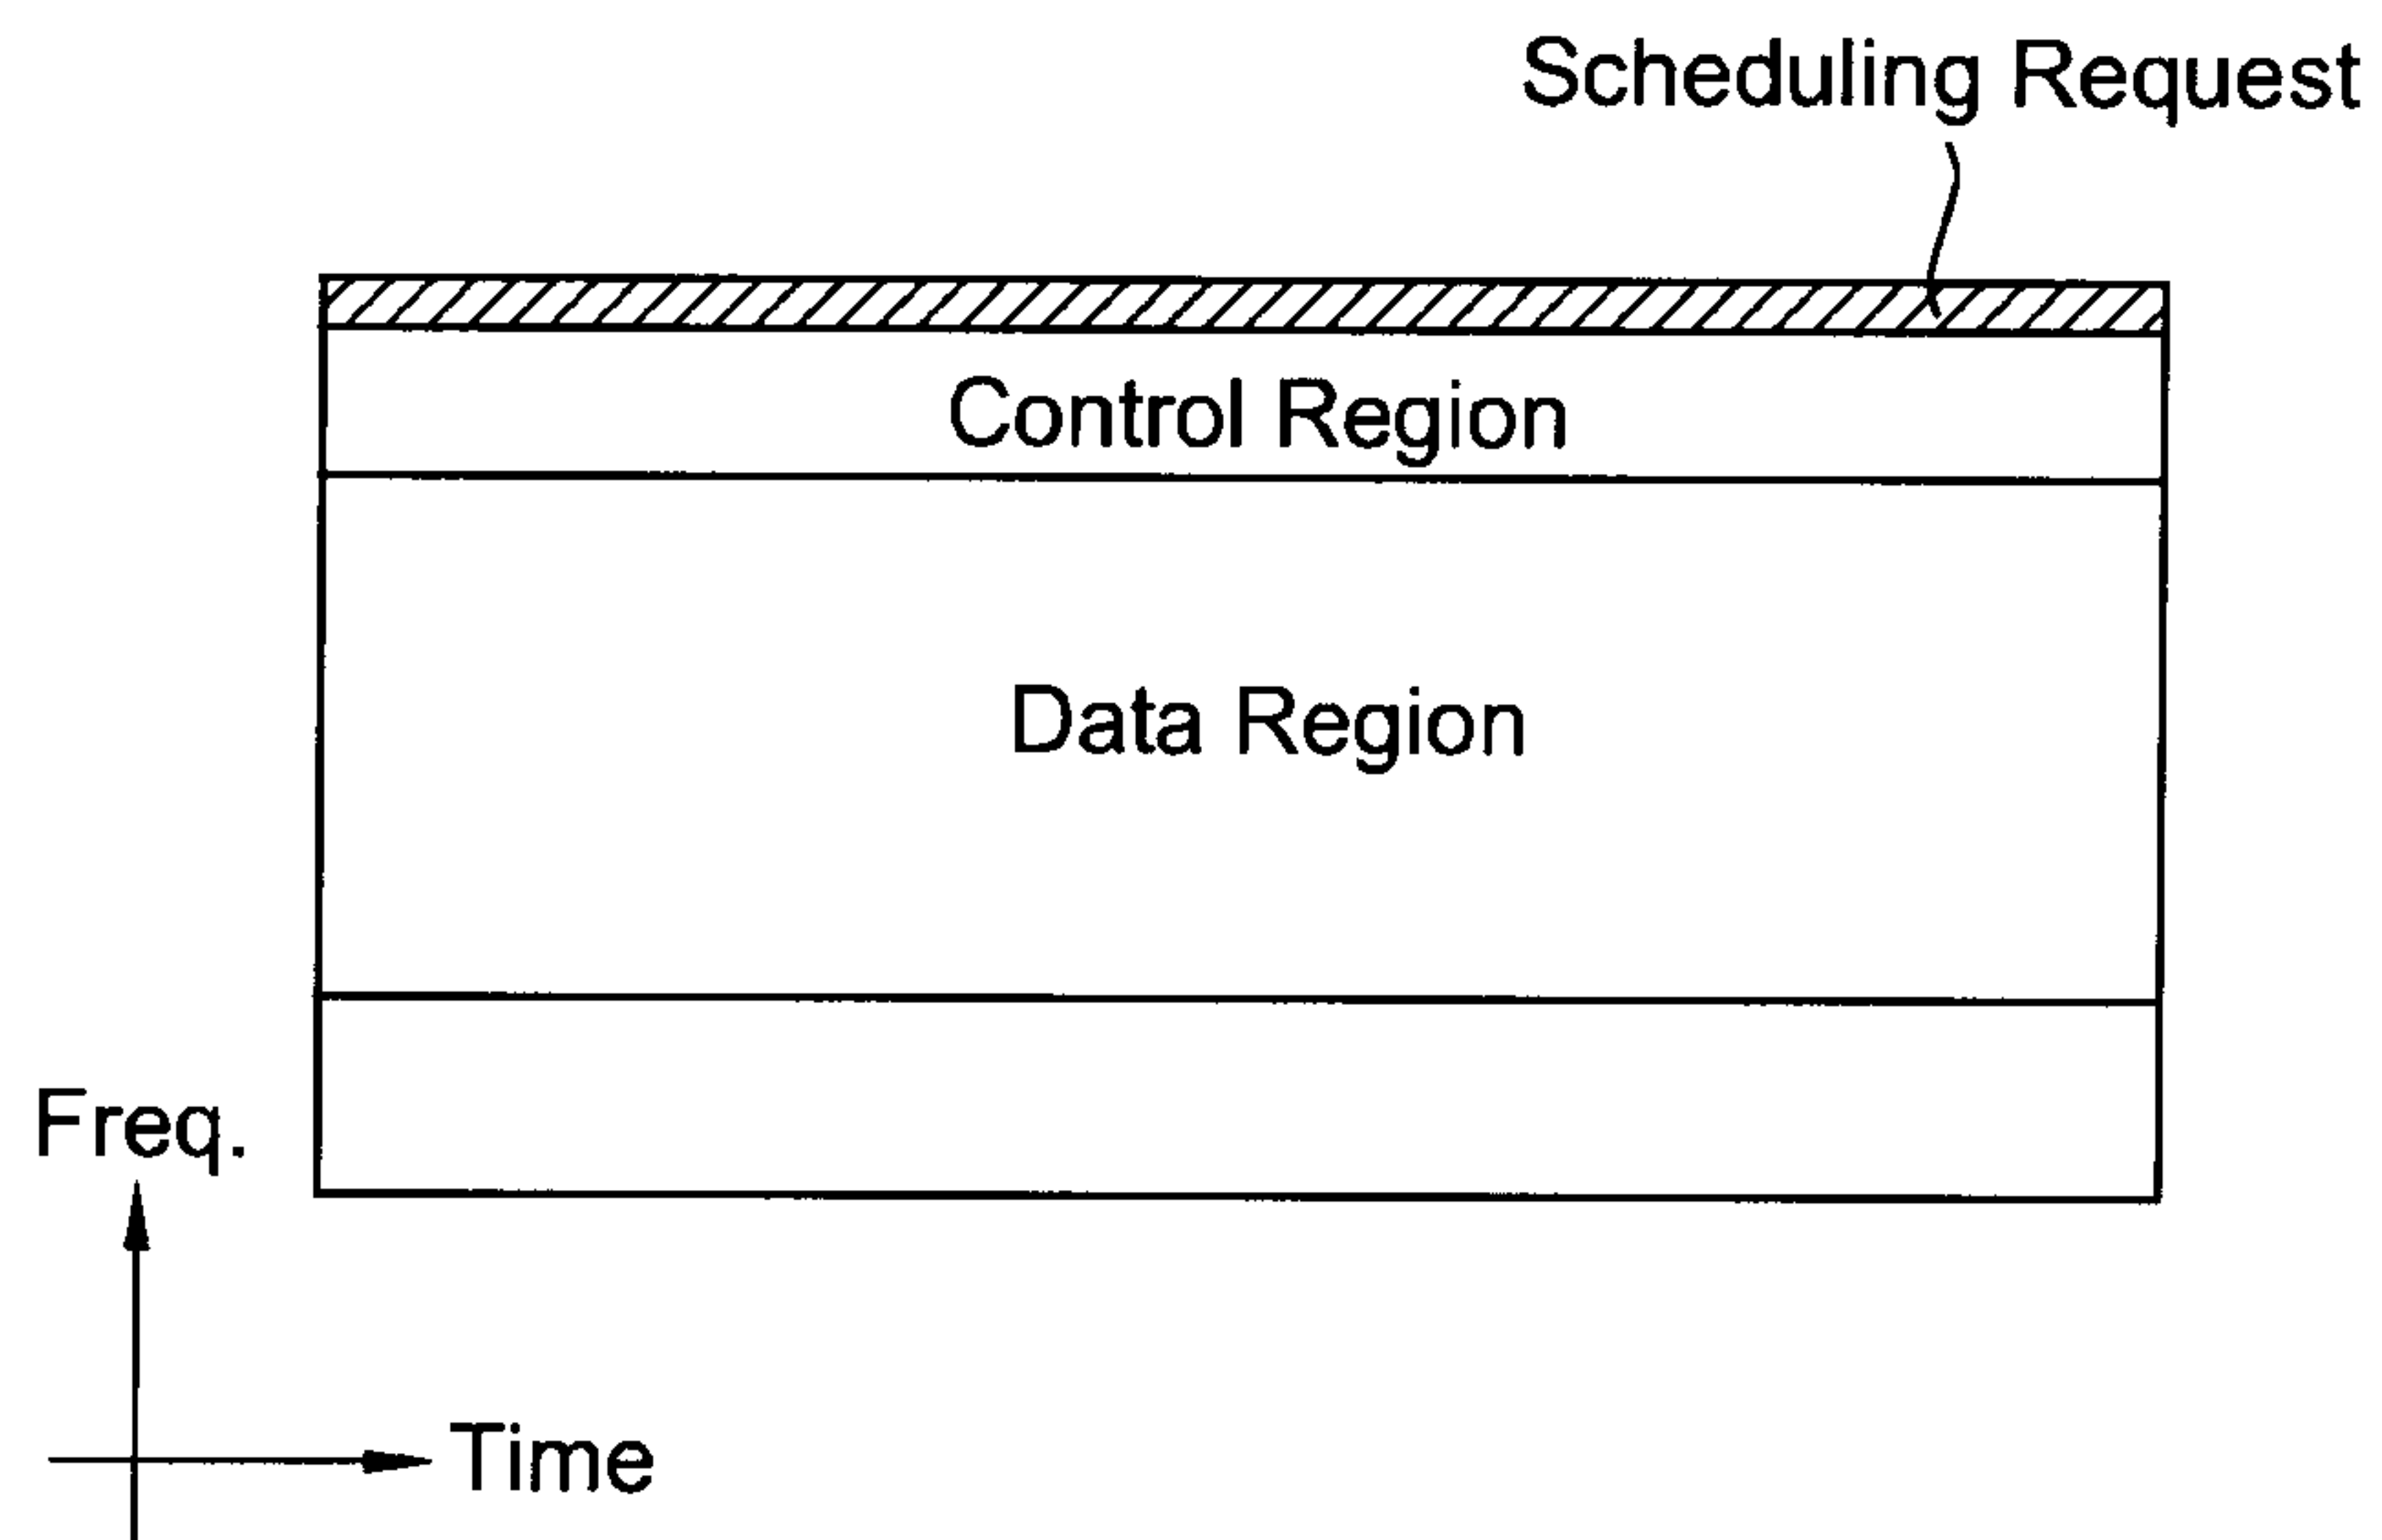 Scheduling Request
Control Region
Data Region
Freq.
Time